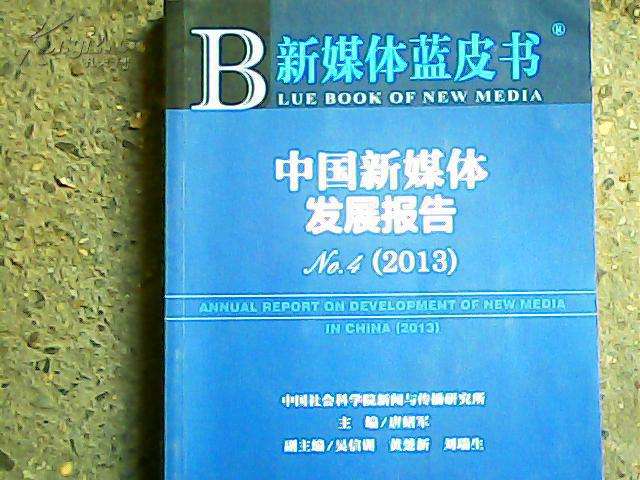 新媒体蓝皮书®
BLUE BOOK OF NEW MEDIA
中国新媒体
发展报告
No.4 (2013)
ANNUAL REPORT ON DEVELOPMENT OF NEW MEDIA
IN CHINA (2013)
中国社会科学院新闻与传播研究所
主 编/唐绪军
副主编/吴信训 黄楚新 刘瑞生